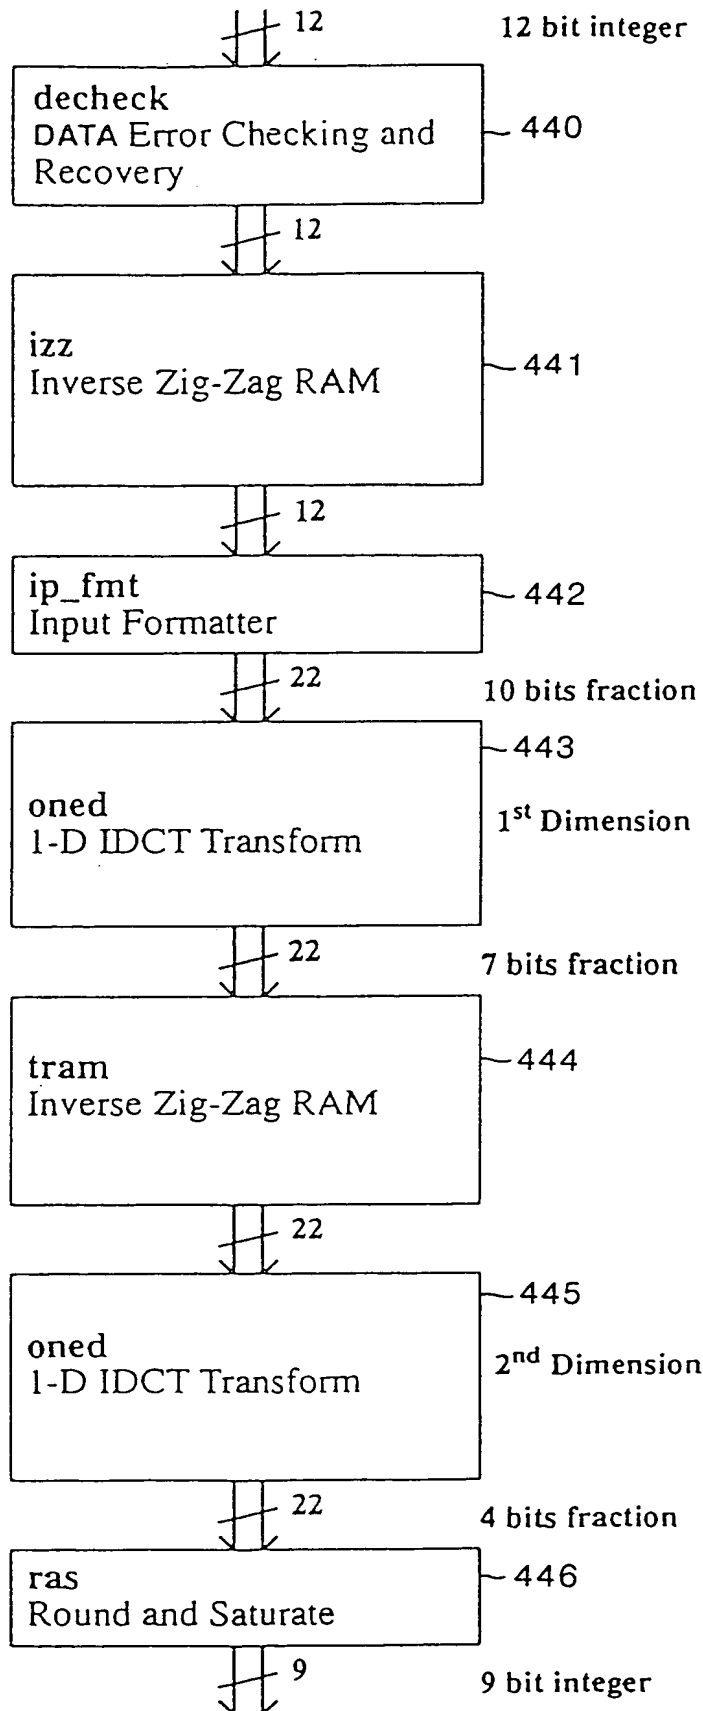 12 12 bit integer
decheck
DATA Error Checking and
Recovery
440
12
izz
Inverse Zig-Zag RAM
441
12
ip_fmt
Input Formatter
442
22 10 bits fraction
443
oned
1-D IDCT Transform
1st Dimension
22 7 bits fraction
tram
Inverse Zig-Zag RAM
444
22
445
oned
1-D IDCT Transform
2nd Dimension
22 4 bits fraction
ras
Round and Saturate
446
9 9 bit integer